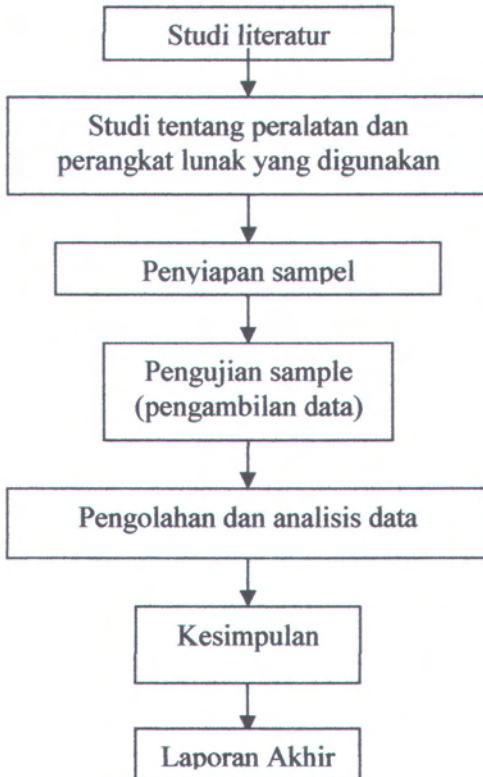 Studi literatur
Studi tentang peralatan dan
perangkat lunak yang digunakan
Penyiapan sampel
Pengujian sample
(pengambilan data)
Pengolahan dan analisis data
Kesimpulan
Laporan Akhir